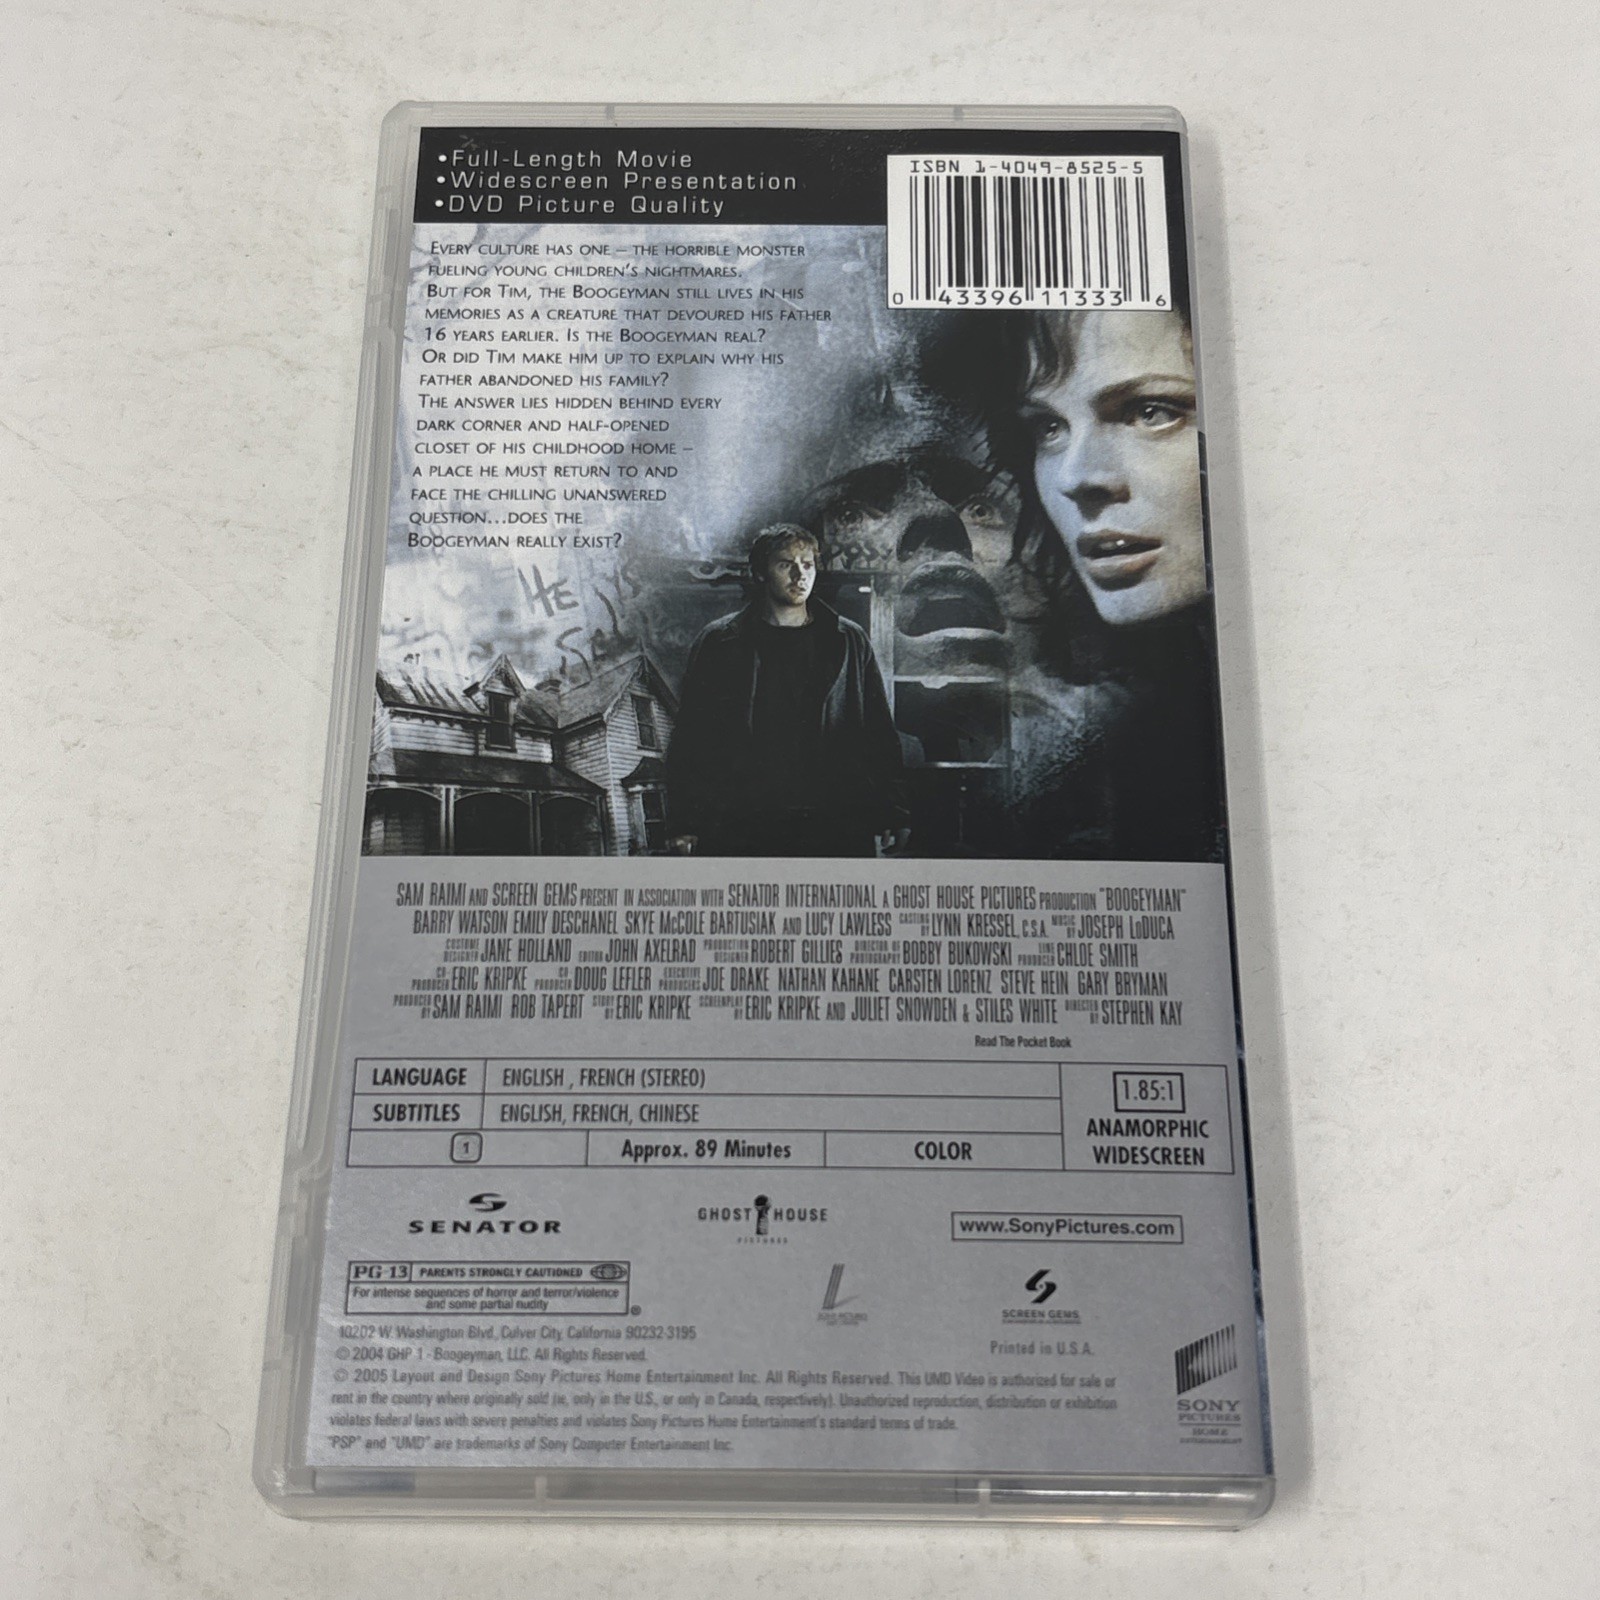 •Full-Length Movie
•Widescreen Presentation
•DVD Picture Quality
ISBN 1-4049-8525-5
0 43396 11333 6
EVERY CULTURE HAS ONE – THE HORRIBLE MONSTER
FUELING YOUNG CHILDREN'S NIGHTMARES.
BUT FOR TIM, THE BOOGEYMAN STILL LIVES IN HIS
MEMORIES AS A CREATURE THAT DEVOURED HIS FATHER
16 YEARS EARLIER. IS THE BOOGEYMAN REAL?
OR DID TIM MAKE HIM UP TO EXPLAIN WHY HIS
FATHER ABANDONED HIS FAMILY?
THE ANSWER LIES HIDDEN BEHIND EVERY
DARK CORNER AND HALF-OPENED
CLOSET OF HIS CHILDHOOD HOME –
A PLACE HE MUST RETURN TO AND
FACE THE CHILLING UNANSWERED
QUESTION...DOES THE
BOOGEYMAN REALLY EXIST?
HE
SAM RAIMI AND SCREEN GEMS PRESENT IN ASSOCIATION WITH SENATOR INTERNATIONAL A GHOST HOUSE PICTURES PRODUCTION "BOOGEYMAN"
BARRY WATSON EMILY DESCHANEL SKYE McCOLE BARTUSIAK AND LUCY LAWLESS CASTING BY LYNN KRESSEL, C.S.A. MUSIC BY JOSEPH LoDUCA
COSTUME DESIGNER JANE HOLLAND EDITOR JOHN AXELRAD PRODUCTION DESIGNER ROBERT GILLIES DIRECTOR OF PHOTOGRAPHY BOBBY BUKOWSKI LINE PRODUCER CHLOE SMITH
CO-PRODUCER ERIC KRIPKE CO-PRODUCER DOUG LEFLER EXECUTIVE PRODUCERS JOE DRAKE NATHAN KAHANE CARSTEN LORENZ STEVE HEIN GARY BRYMAN
PRODUCED BY SAM RAIMI ROB TAPERT STORY BY ERIC KRIPKE SCREENPLAY BY ERIC KRIPKE AND JULIET SNOWDEN & STILES WHITE DIRECTED BY STEPHEN KAY
Read The Pocket Book
LANGUAGE ENGLISH , FRENCH (STEREO)
SUBTITLES ENGLISH, FRENCH, CHINESE
1 Approx. 89 Minutes COLOR
1.85:1
ANAMORPHIC
WIDESCREEN
SENATOR
GHOST HOUSE
PICTURES
www.SonyPictures.com
PG-13 PARENTS STRONGLY CAUTIONED
For intense sequences of horror and terror/violence
and some partial nudity
®
SCREEN GEMS
10202 W. Washington Blvd., Culver City, California 90232-3195
© 2004 GHP 1 - Boogeyman, LLC. All Rights Reserved.
Printed in U.S.A.
© 2005 Layout and Design Sony Pictures Home Entertainment Inc. All Rights Reserved. This UMD Video is authorized for sale or
rent in the country where originally sold (ie, only in the U.S., or only in Canada, respectively). Unauthorized reproduction, distribution or exhibition
violates federal laws with severe penalties and violates Sony Pictures Home Entertainment's standard terms of trade.
"PSP" and "UMD" are trademarks of Sony Computer Entertainment Inc.
SONY
PICTURES
HOME
ENTERTAINMENT